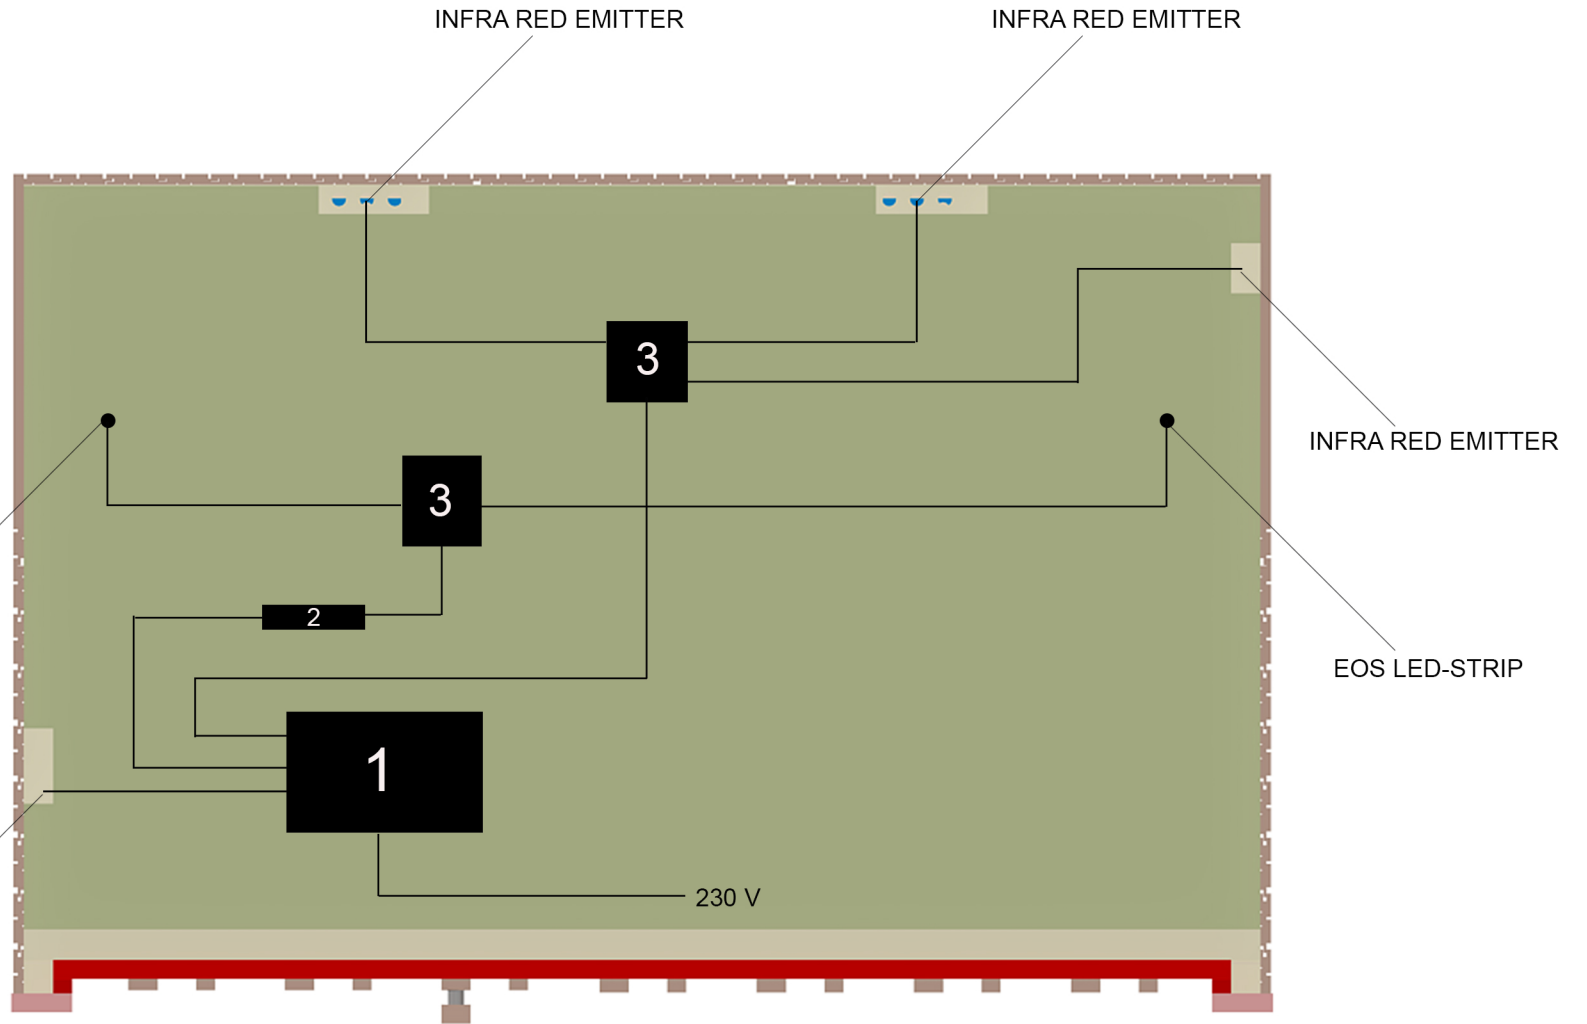 INFRA RED EMITTER
INFRA RED EMITTER
3
INFRA RED EMITTER
3
2
EOS LED-STRIP
1
230 V